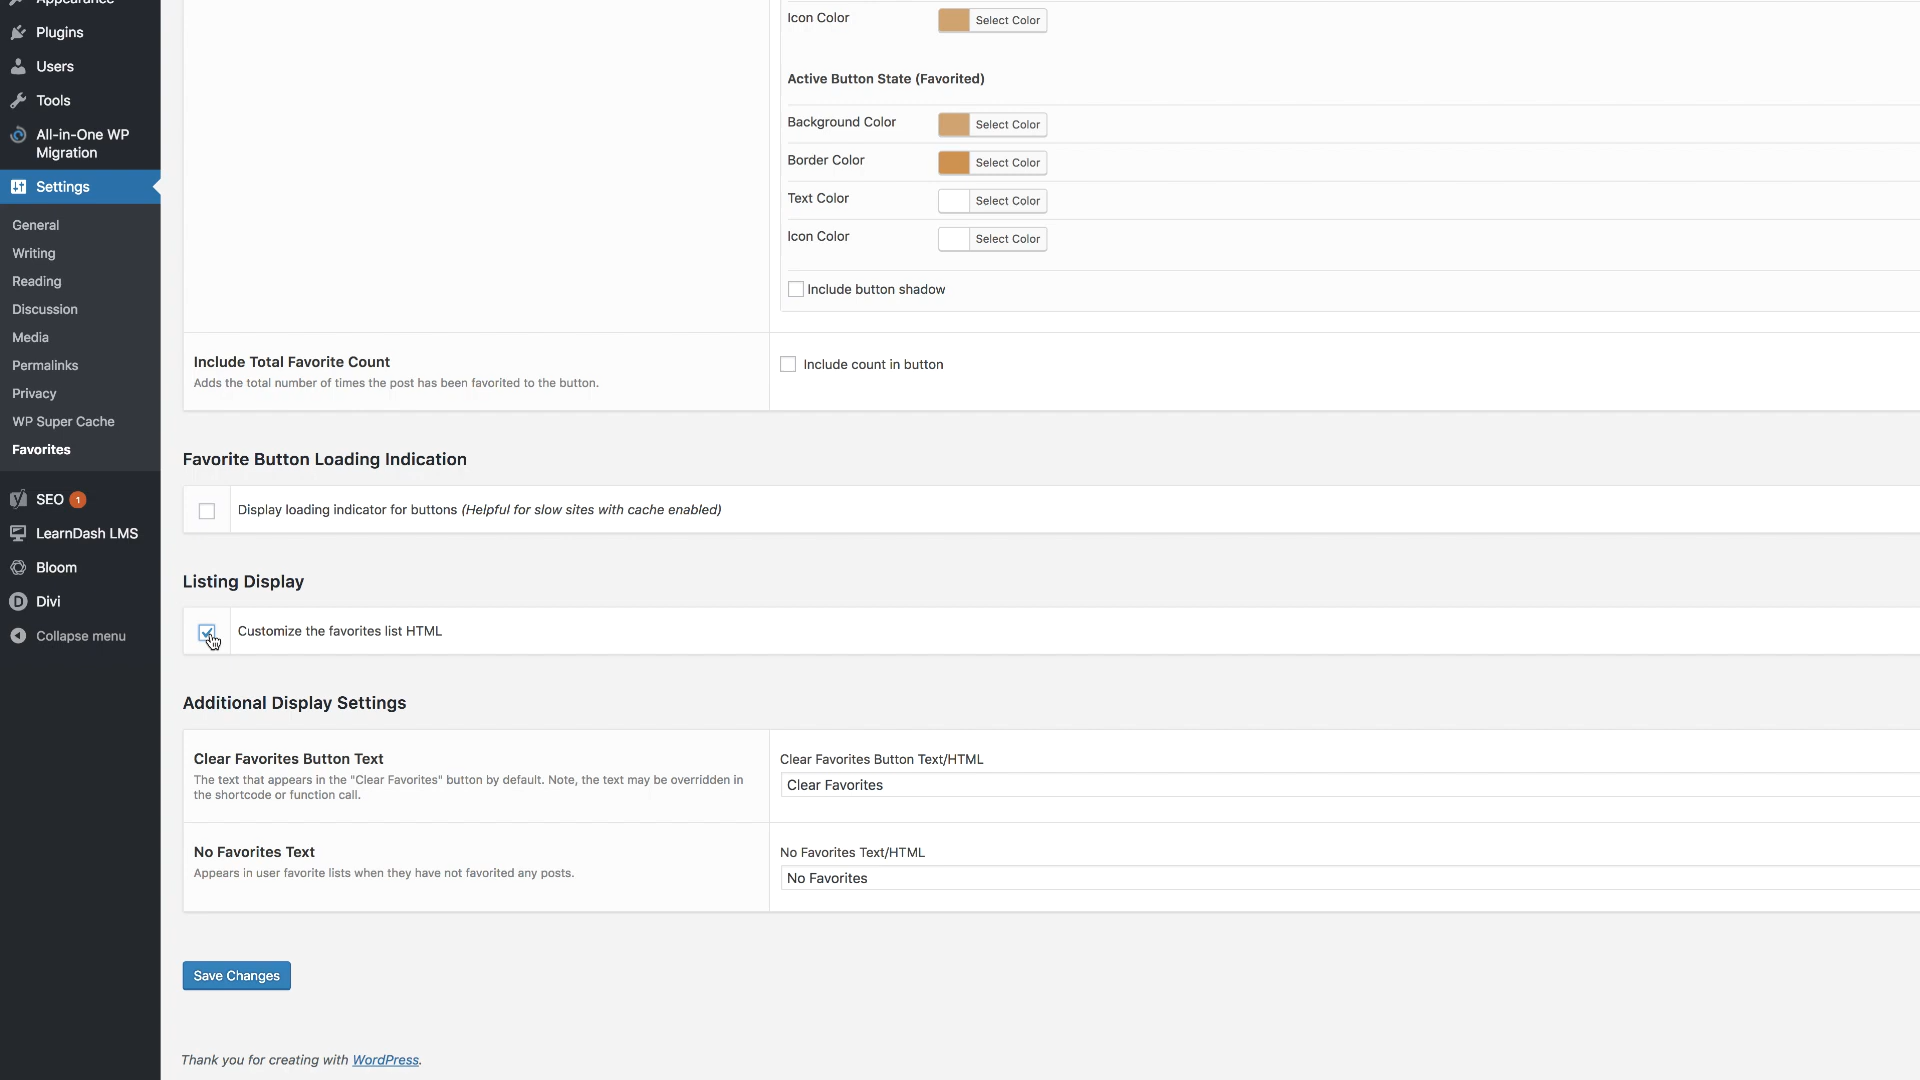 Appearance
Plugins
Users
Tools
All-in-One WP
Migration
Settings
General
Writing
Reading
Discussion
Media
Permalinks
Privacy
WP Super Cache
Favorites
SEO 1
LearnDash LMS
Bloom
Divi
Collapse menu
Icon Color
Select Color
Active Button State (Favorited)
Background Color
Select Color
Border Color
Select Color
Text Color
Select Color
Icon Color
Select Color
Include button shadow
Include Total Favorite Count
Adds the total number of times the post has been favorited to the button.
Include count in button
Favorite Button Loading Indication
Display loading indicator for buttons (Helpful for slow sites with cache enabled)
Listing Display
Customize the favorites list HTML
Additional Display Settings
Clear Favorites Button Text
The text that appears in the "Clear Favorites" button by default. Note, the text may be overridden in
the shortcode or function call.
Clear Favorites Button Text/HTML
Clear Favorites
No Favorites Text
Appears in user favorite lists when they have not favorited any posts.
No Favorites Text/HTML
No Favorites
Save Changes
Thank you for creating with WordPress.